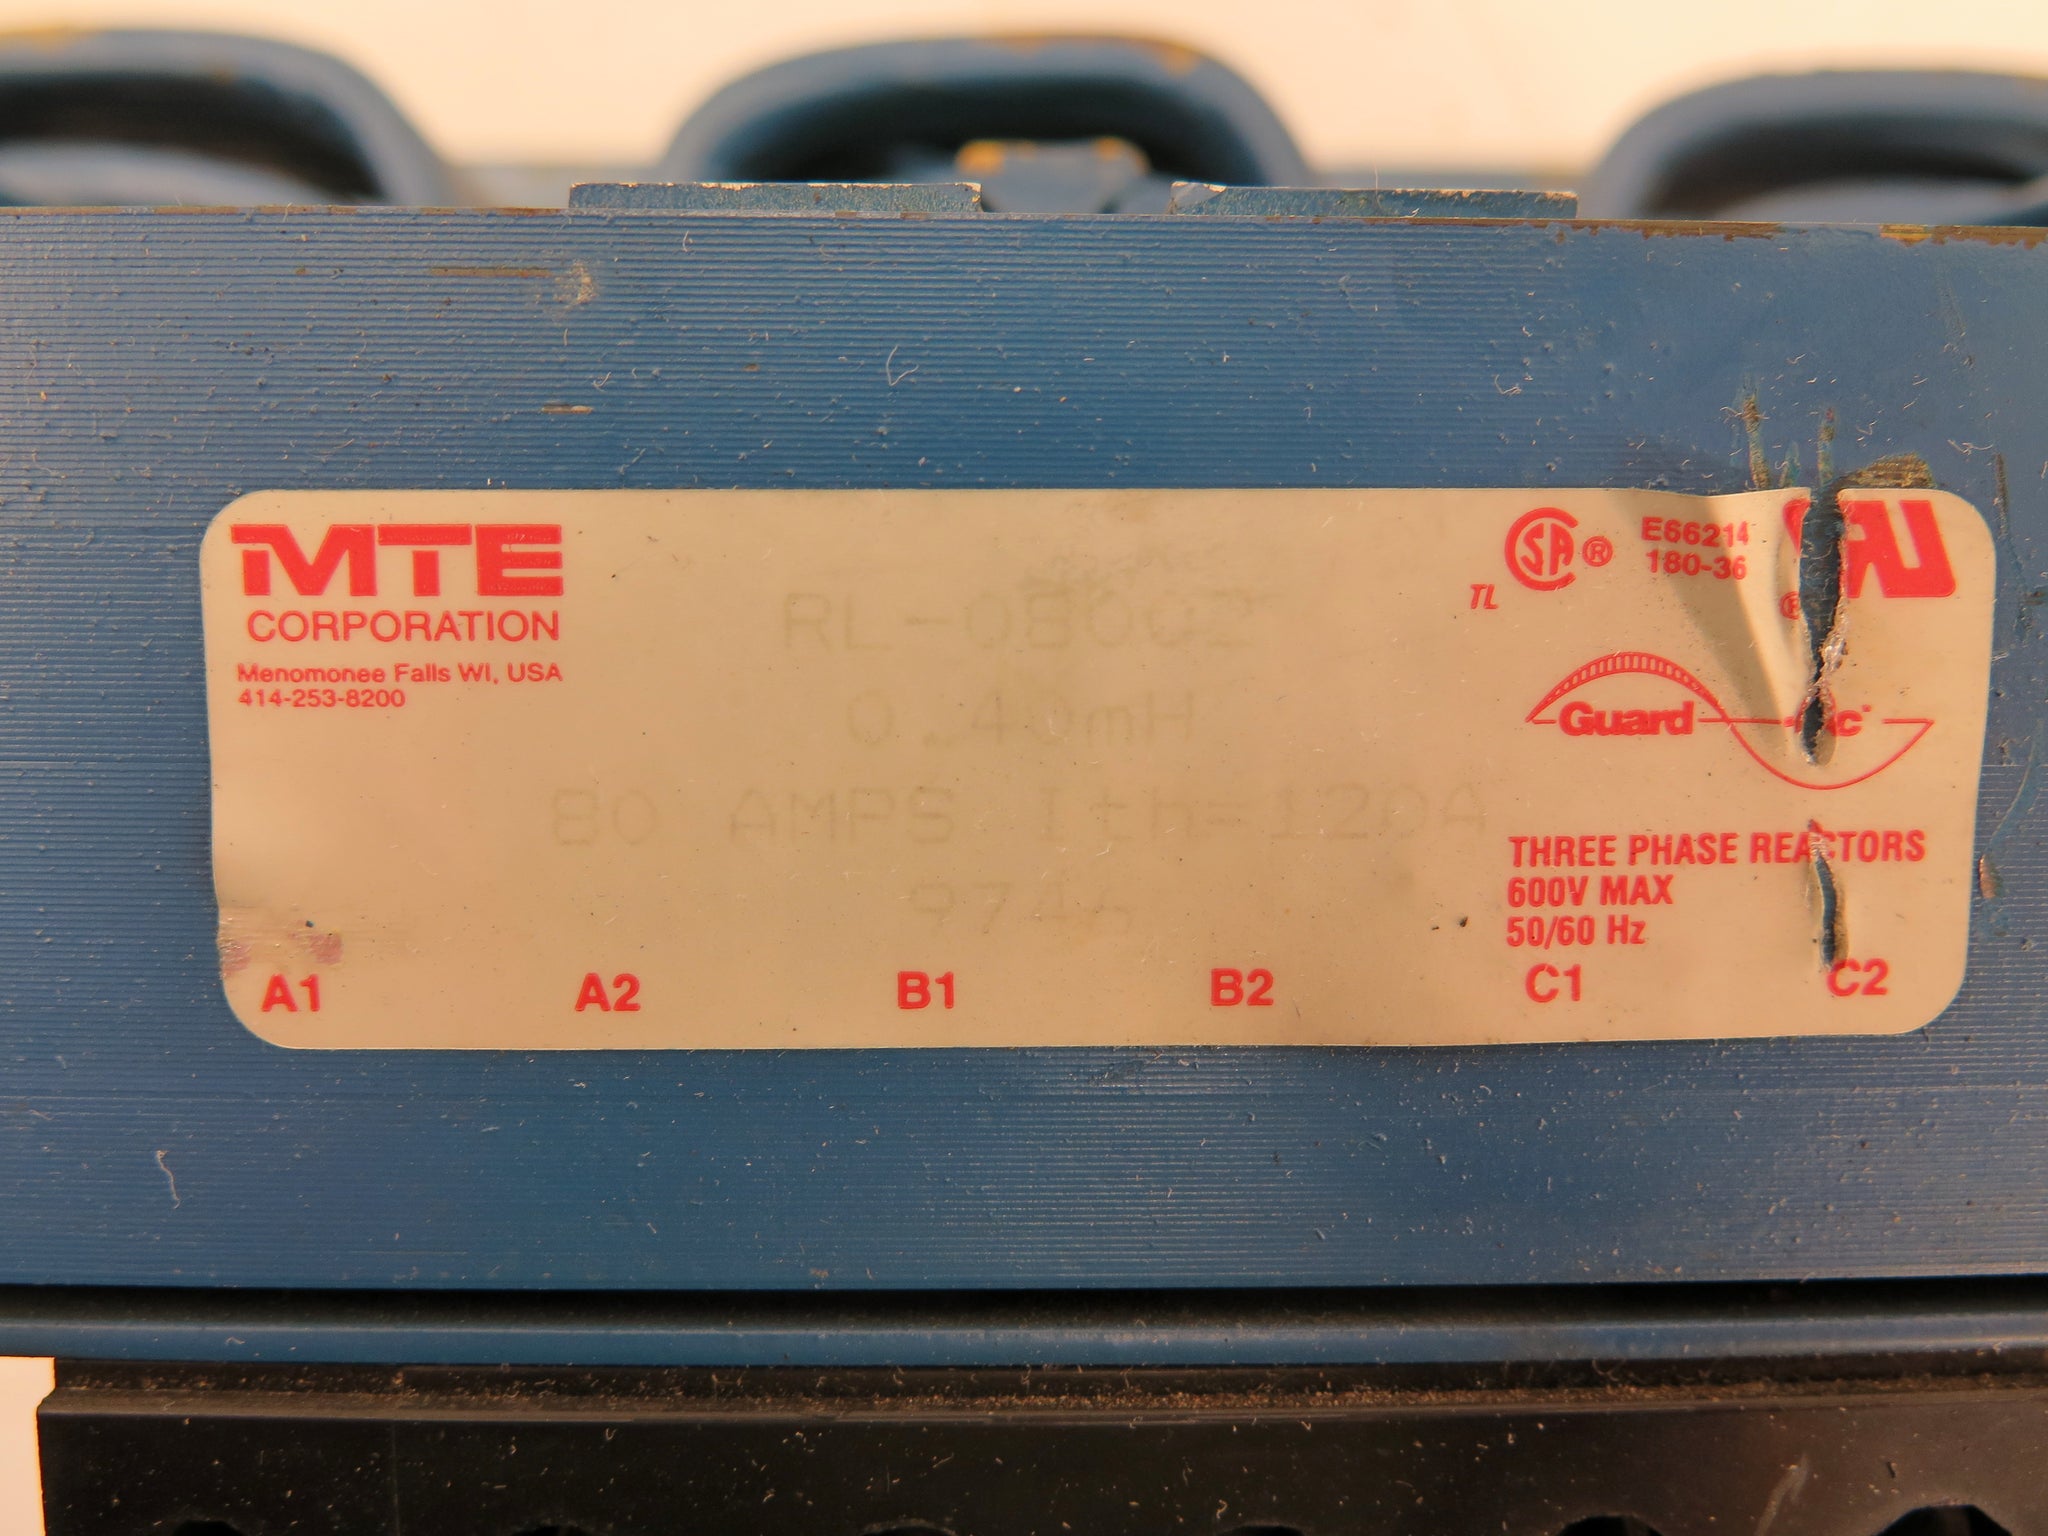 MTE
CORPORATION
Menomonee Falls WI, USA
414-253-8200
RL-08002
0.40mH
80 AMPS Ith=120A
TL
SA®
E66214
180-36
®
Guard
THREE PHASE REACTORS
600V MAX
50/60 Hz
A1 A2 B1 B2 C1 C2